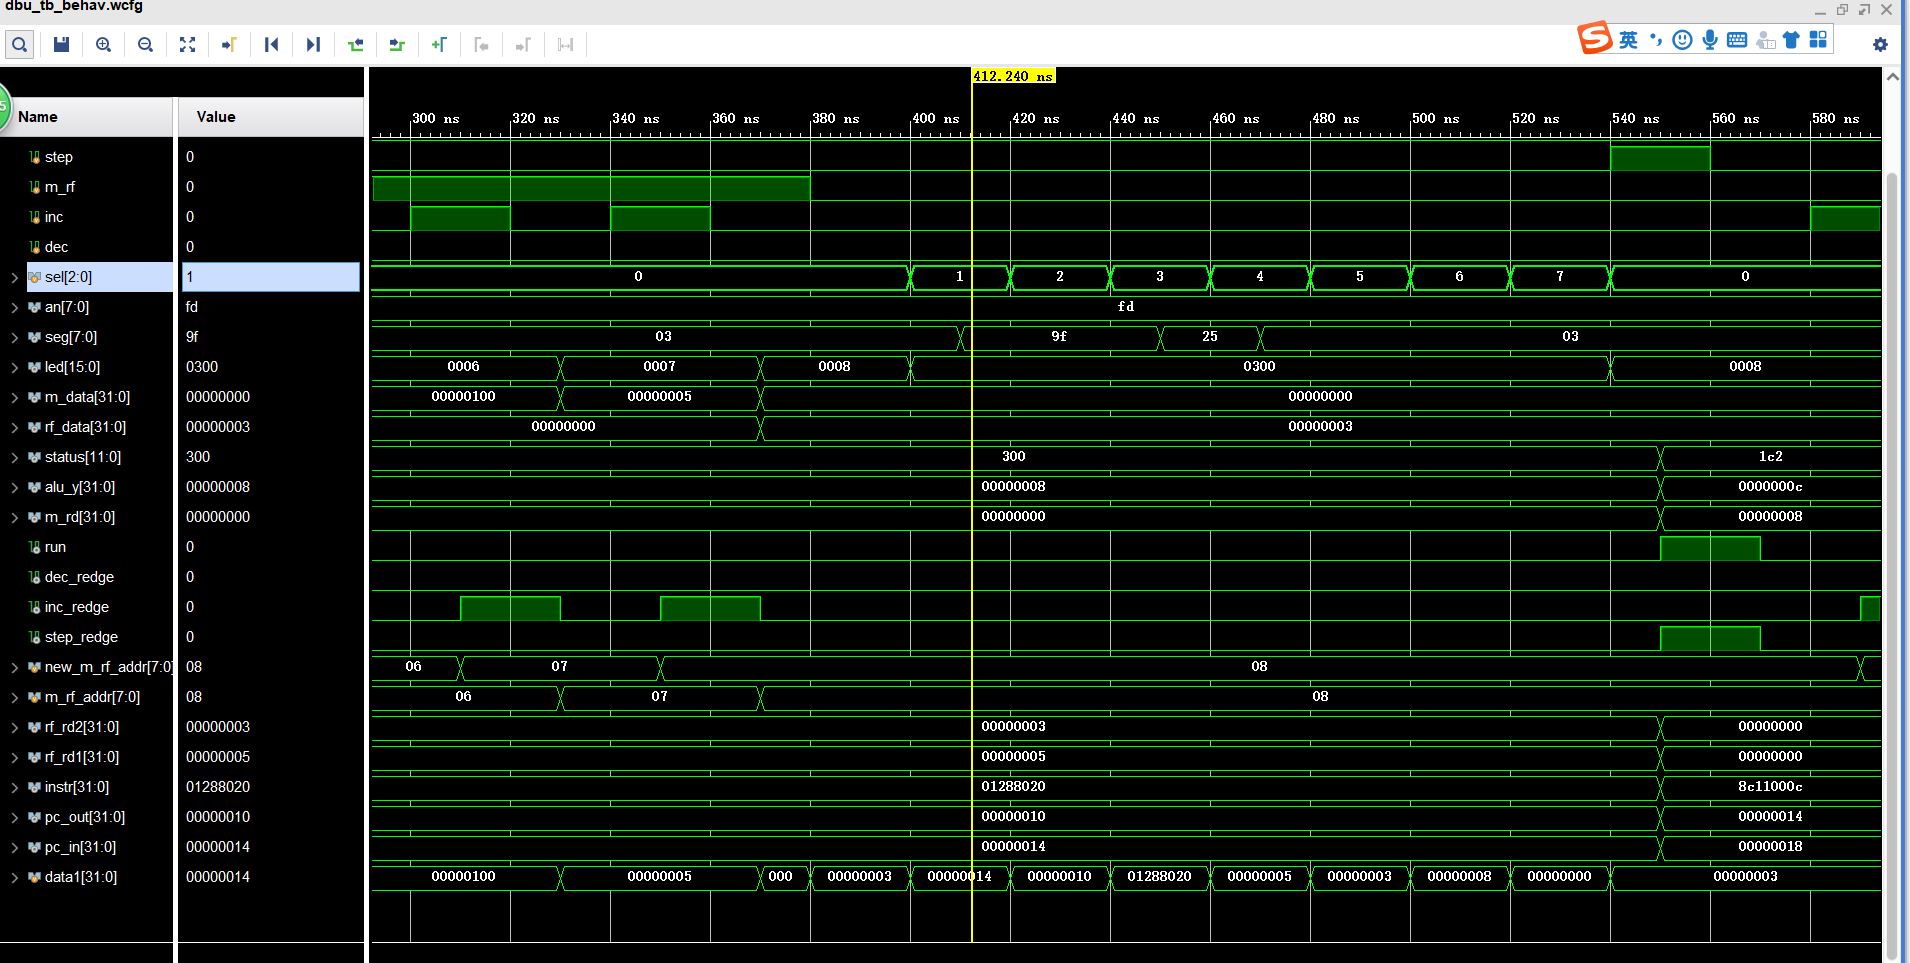 dbu_tb_behav.wcfg
英
412.240 ns
5
Name Value
300 ns 320 ns 340 ns 360 ns 380 ns 400 ns 420 ns 440 ns 460 ns 480 ns 500 ns 520 ns 540 ns 560 ns 580 ns
step 0
m_rf 0
inc 0
dec 0
sel[2:0] 1 0 1 2 3 4 5 6 7 0
an[7:0] fd fd
seg[7:0] 9f 03 9f 25 03
led[15:0] 0300 0006 0007 0008 0300 0008
m_data[31:0] 00000000 00000100 00000005 00000000
rf_data[31:0] 00000003 00000000 00000003
status[11:0] 300 300 1c2
alu_y[31:0] 00000008 00000008 0000000c
m_rd[31:0] 00000000 00000000 00000008
run 0
dec_redge 0
inc_redge 0
step_redge 0
new_m_rf_addr[7:0] 08 06 07 08
m_rf_addr[7:0] 08 06 07 08
rf_rd2[31:0] 00000003 00000003 00000000
rf_rd1[31:0] 00000005 00000005 00000000
instr[31:0] 01288020 01288020 8c11000c
pc_out[31:0] 00000010 00000010 00000014
pc_in[31:0] 00000014 00000014 00000018
data1[31:0] 00000014 00000100 00000005 000 00000003 00000014 00000010 01288020 00000005 00000003 00000008 00000000 00000003